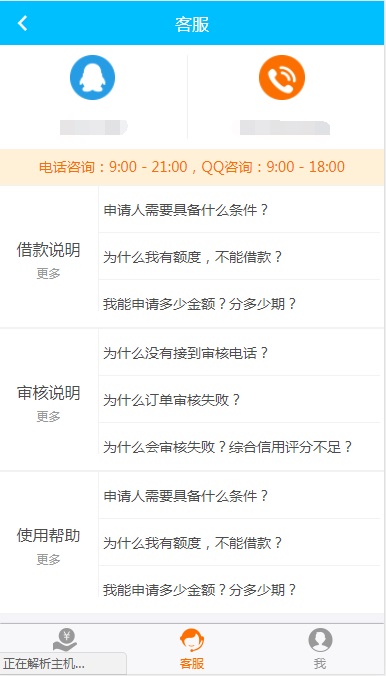 客服
电话咨询：9:00 - 21:00，QQ咨询：9:00 - 18:00
借款说明
更多
申请人需要具备什么条件？
为什么我有额度，不能借款？
我能申请多少金额？分多少期？
审核说明
更多
为什么没有接到审核电话？
为什么订单审核失败？
为什么会审核失败？综合信用评分不足？
使用帮助
更多
申请人需要具备什么条件？
为什么我有额度，不能借款？
我能申请多少金额？分多少期？
¥
正在解析主机...
客服
我